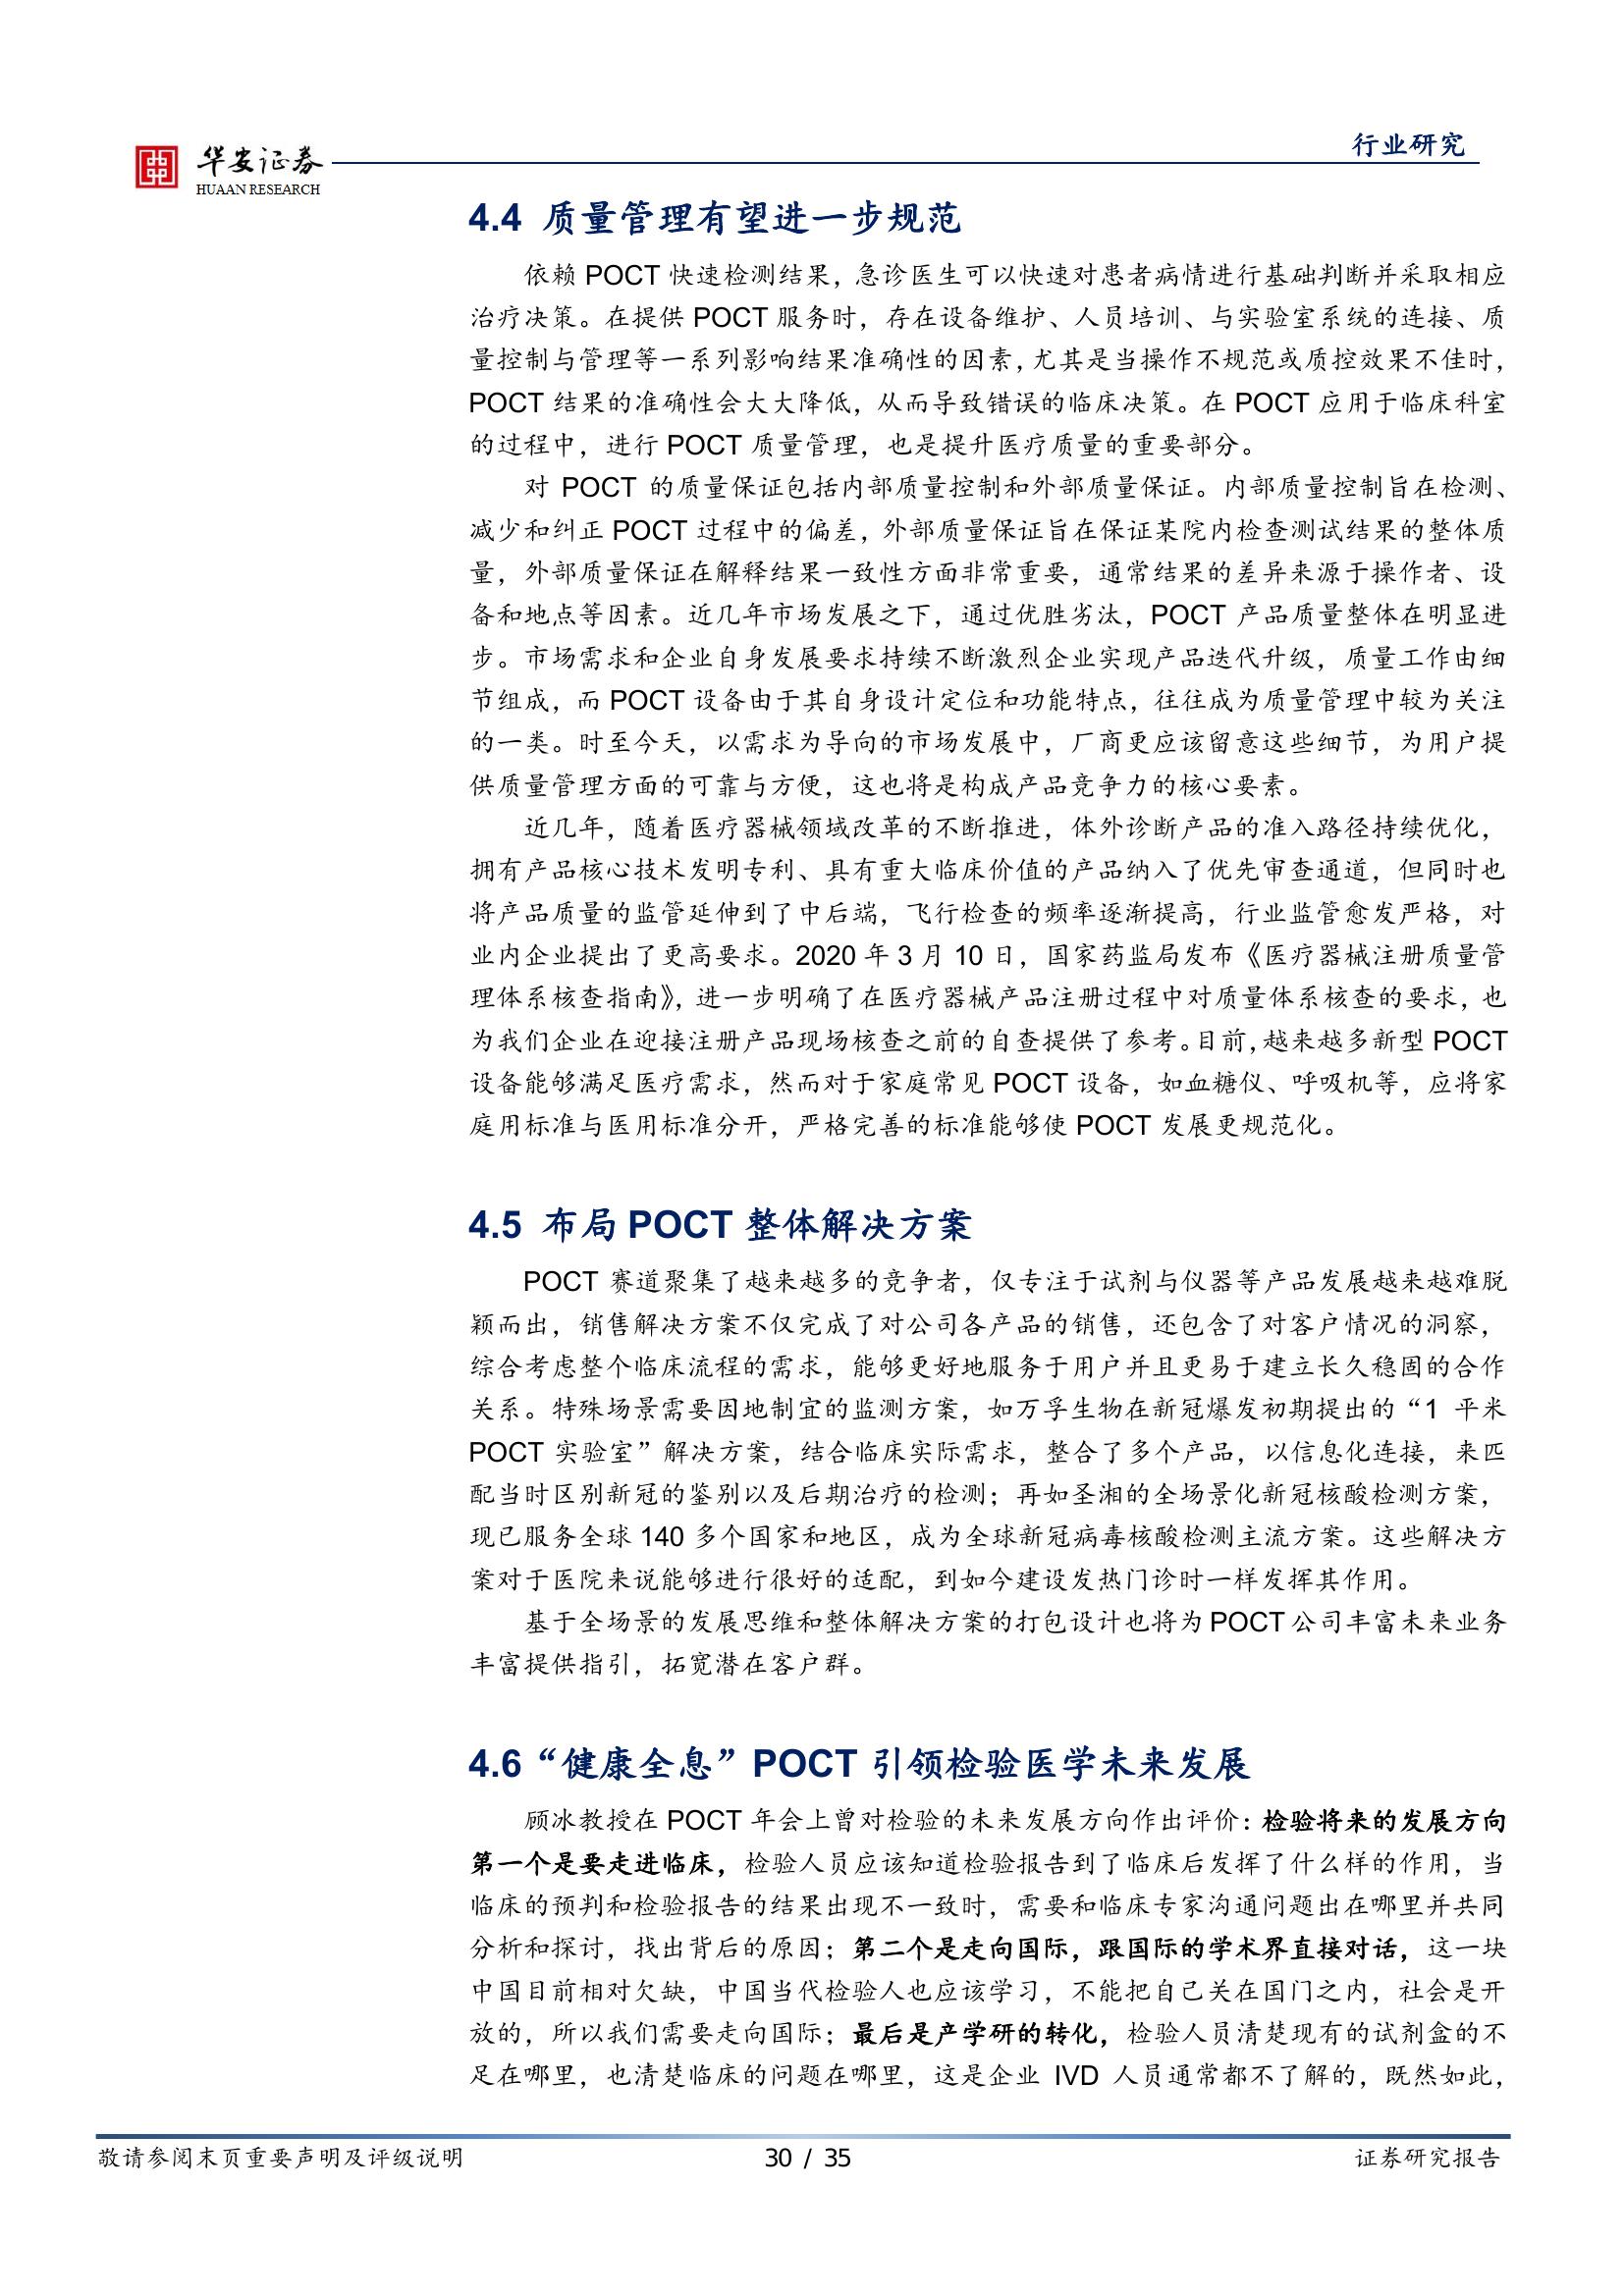 华安证券
HUAAN RESEARCH
行业研究
4.4 质量管理有望进一步规范
依赖 POCT 快速检测结果，急诊医生可以快速对患者病情进行基础判断并采取相应
治疗决策。在提供 POCT 服务时，存在设备维护、人员培训、与实验室系统的连接、质
量控制与管理等一系列影响结果准确性的因素，尤其是当操作不规范或质控效果不佳时，
POCT 结果的准确性会大大降低，从而导致错误的临床决策。在 POCT 应用于临床科室
的过程中，进行 POCT 质量管理，也是提升医疗质量的重要部分。
对 POCT 的质量保证包括内部质量控制和外部质量保证。内部质量控制旨在检测、
减少和纠正 POCT 过程中的偏差，外部质量保证旨在保证某院内检查测试结果的整体质
量，外部质量保证在解释结果一致性方面非常重要，通常结果的差异来源于操作者、设
备和地点等因素。近几年市场发展之下，通过优胜劣汰，POCT 产品质量整体在明显进
步。市场需求和企业自身发展要求持续不断激烈企业实现产品迭代升级，质量工作由细
节组成，而 POCT 设备由于其自身设计定位和功能特点，往往成为质量管理中较为关注
的一类。时至今天，以需求为导向的市场发展中，厂商更应该留意这些细节，为用户提
供质量管理方面的可靠与方便，这也将是构成产品竞争力的核心要素。
近几年，随着医疗器械领域改革的不断推进，体外诊断产品的准入路径持续优化，
拥有产品核心技术发明专利、具有重大临床价值的产品纳入了优先审查通道，但同时也
将产品质量的监管延伸到了中后端，飞行检查的频率逐渐提高，行业监管愈发严格，对
业内企业提出了更高要求。2020 年 3 月 10 日，国家药监局发布《医疗器械注册质量管
理体系核查指南》，进一步明确了在医疗器械产品注册过程中对质量体系核查的要求，也
为我们企业在迎接注册产品现场核查之前的自查提供了参考。目前，越来越多新型 POCT
设备能够满足医疗需求，然而对于家庭常见 POCT 设备，如血糖仪、呼吸机等，应将家
庭用标准与医用标准分开，严格完善的标准能够使 POCT 发展更规范化。
4.5 布局 POCT 整体解决方案
POCT 赛道聚集了越来越多的竞争者，仅专注于试剂与仪器等产品发展越来越难脱
颖而出，销售解决方案不仅完成了对公司各产品的销售，还包含了对客户情况的洞察，
综合考虑整个临床流程的需求，能够更好地服务于用户并且更易于建立长久稳固的合作
关系。特殊场景需要因地制宜的监测方案，如万孚生物在新冠爆发初期提出的“1 平米
POCT 实验室”解决方案，结合临床实际需求，整合了多个产品，以信息化连接，来匹
配当时区别新冠的鉴别以及后期治疗的检测；再如圣湘的全场景化新冠核酸检测方案，
现已服务全球 140 多个国家和地区，成为全球新冠病毒核酸检测主流方案。这些解决方
案对于医院来说能够进行很好的适配，到如今建设发热门诊时一样发挥其作用。
基于全场景的发展思维和整体解决方案的打包设计也将为 POCT 公司丰富未来业务
丰富提供指引，拓宽潜在客户群。
4.6“健康全息”POCT 引领检验医学未来发展
顾冰教授在 POCT 年会上曾对检验的未来发展方向作出评价：检验将来的发展方向
第一个是要走进临床，检验人员应该知道检验报告到了临床后发挥了什么样的作用，当
临床的预判和检验报告的结果出现不一致时，需要和临床专家沟通问题出在哪里并共同
分析和探讨，找出背后的原因；第二个是走向国际，跟国际的学术界直接对话，这一块
中国目前相对欠缺，中国当代检验人也应该学习，不能把自己关在国门之内，社会是开
放的，所以我们需要走向国际；最后是产学研的转化，检验人员清楚现有的试剂盒的不
足在哪里，也清楚临床的问题在哪里，这是企业 IVD 人员通常都不了解的，既然如此，
敬请参阅末页重要声明及评级说明
30 / 35
证券研究报告